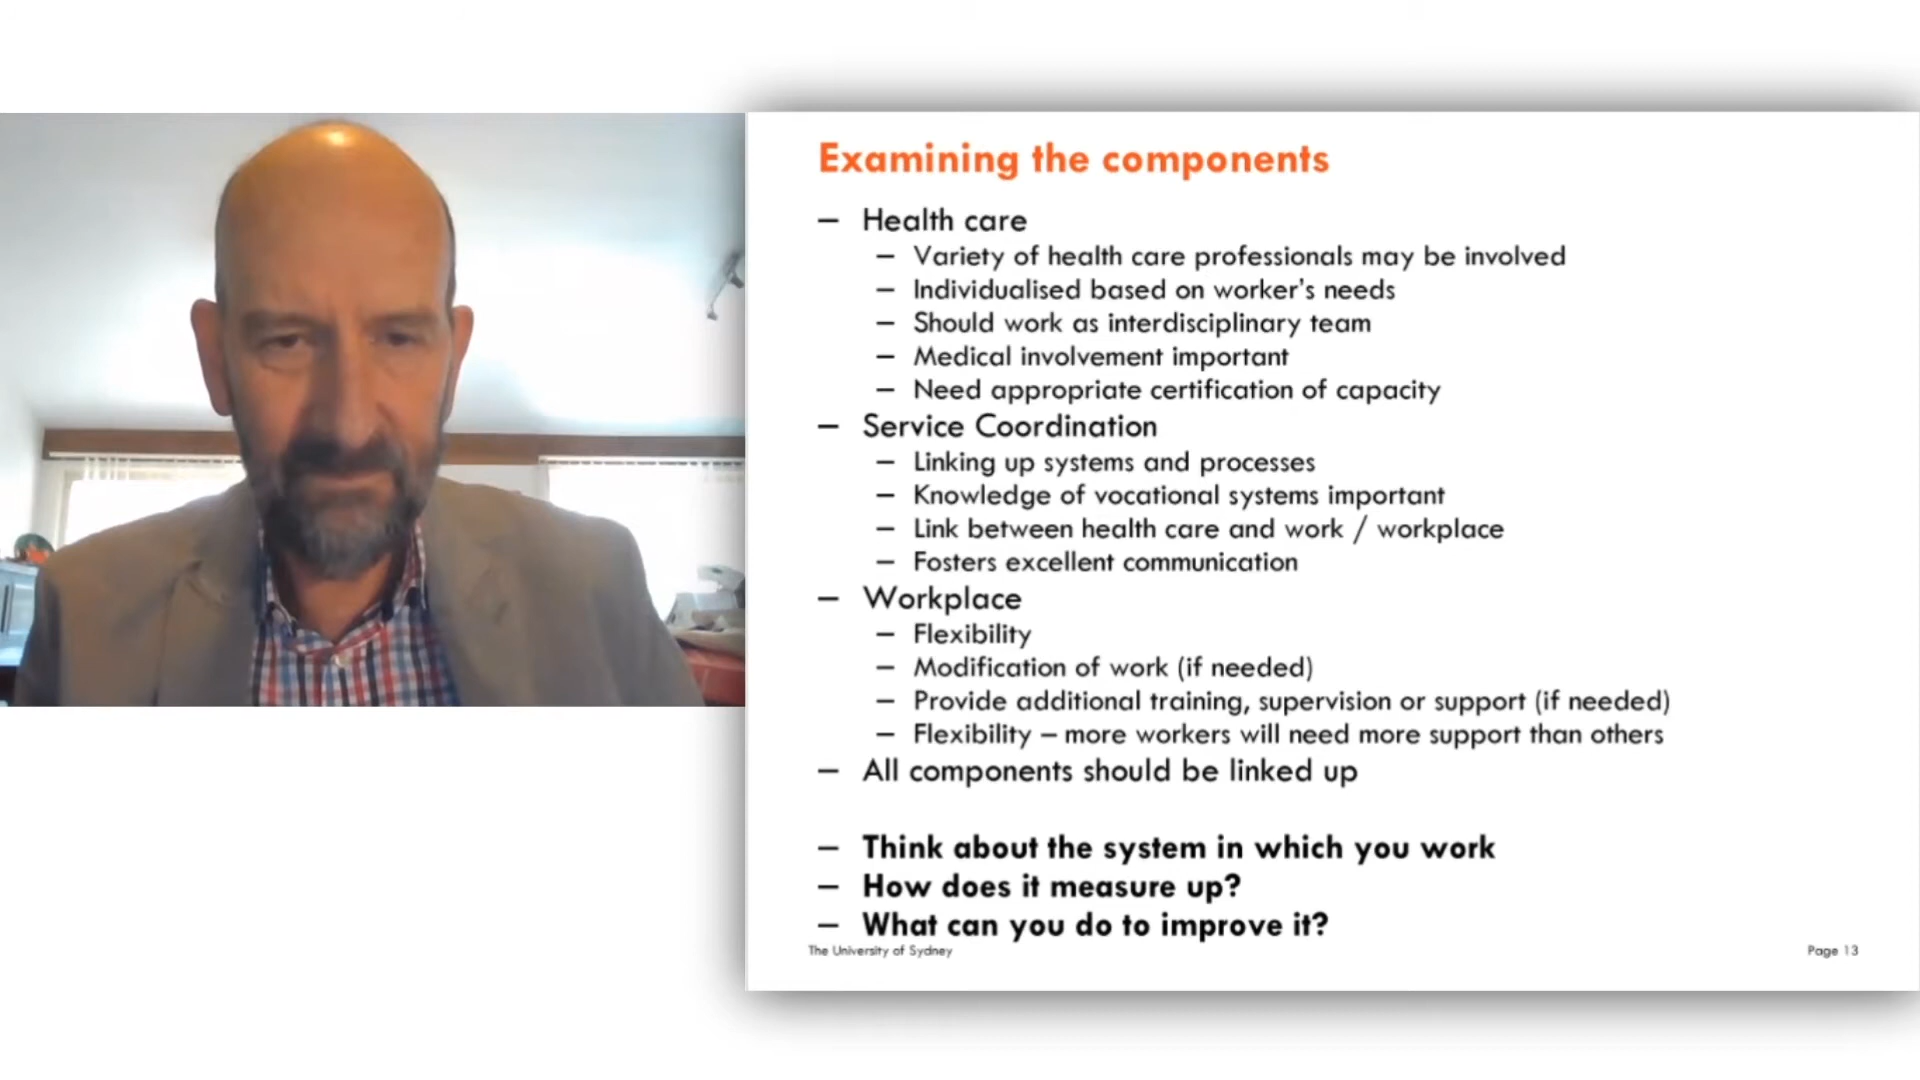 Examining the components
– Health care
– Variety of health care professionals may be involved
– Individualised based on worker's needs
– Should work as interdisciplinary team
– Medical involvement important
– Need appropriate certification of capacity
– Service Coordination
– Linking up systems and processes
– Knowledge of vocational systems important
– Link between health care and work / workplace
– Fosters excellent communication
– Workplace
– Flexibility
– Modification of work (if needed)
– Provide additional training, supervision or support (if needed)
– Flexibility – more workers will need more support than others
– All components should be linked up
– Think about the system in which you work
– How does it measure up?
– What can you do to improve it?
The University of Sydney
Page 13